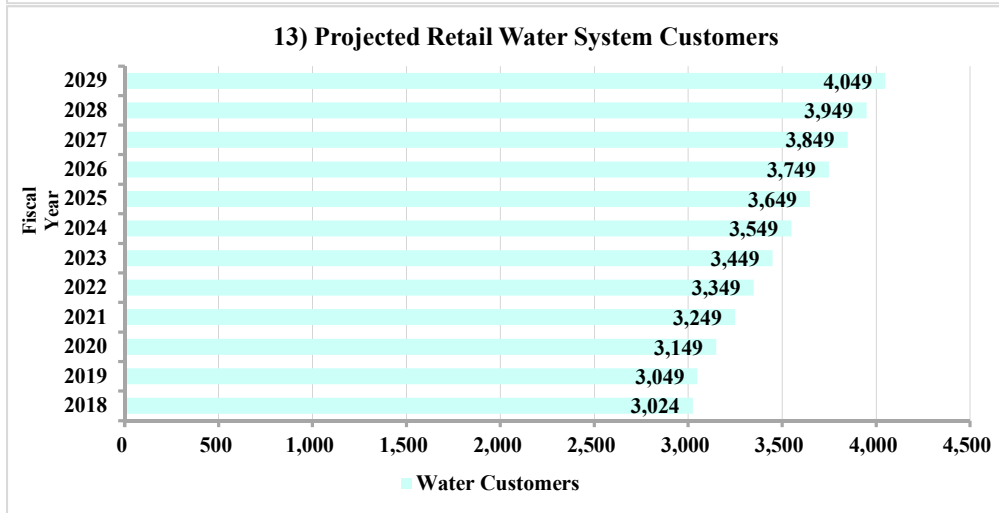 13) Projected Retail Water System Customers
Fiscal
Year
2029 4,049
2028 3,949
2027 3,849
2026 3,749
2025 3,649
2024 3,549
2023 3,449
2022 3,349
2021 3,249
2020 3,149
2019 3,049
2018 3,024
0 500 1,000 1,500 2,000 2,500 3,000 3,500 4,000 4,500
Water Customers